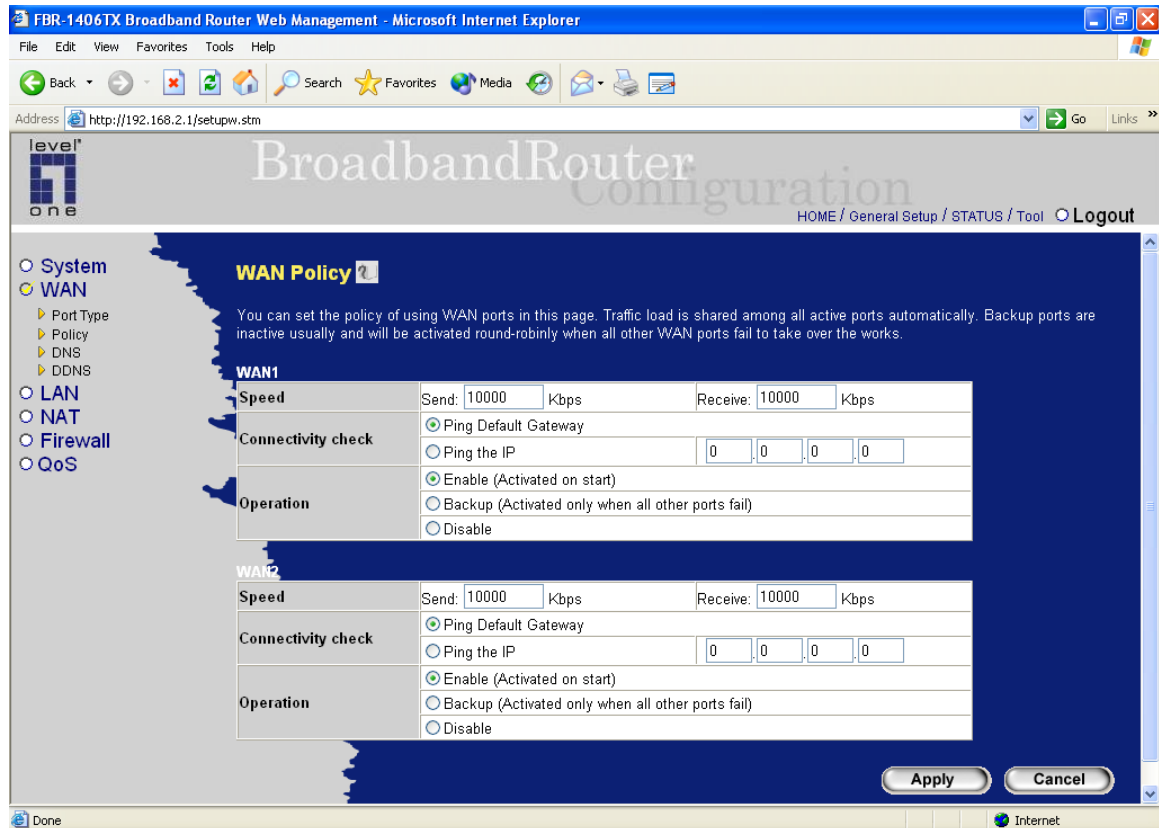 FBR-1406TX Broadband Router Web Management - Microsoft Internet Explorer
File Edit View Favorites Tools Help
Back Search Favorites Media
Address http://192.168.2.1/setupw.stm Go Links »
level one
BroadbandRouter
Configuration
HOME / General Setup / STATUS / Tool Logout
System
WAN
Port Type
Policy
DNS
DDNS
LAN
NAT
Firewall
QoS
WAN Policy
You can set the policy of using WAN ports in this page. Traffic load is shared among all active ports automatically. Backup ports are
inactive usually and will be activated round-robinly when all other WAN ports fail to take over the works.
WAN1
Speed Send: 10000 Kbps Receive: 10000 Kbps
Connectivity check
Ping Default Gateway
Ping the IP 0 . 0 . 0 . 0
Operation
Enable (Activated on start)
Backup (Activated only when all other ports fail)
Disable
WAN2
Speed Send: 10000 Kbps Receive: 10000 Kbps
Connectivity check
Ping Default Gateway
Ping the IP 0 . 0 . 0 . 0
Operation
Enable (Activated on start)
Backup (Activated only when all other ports fail)
Disable
Apply Cancel
Done Internet